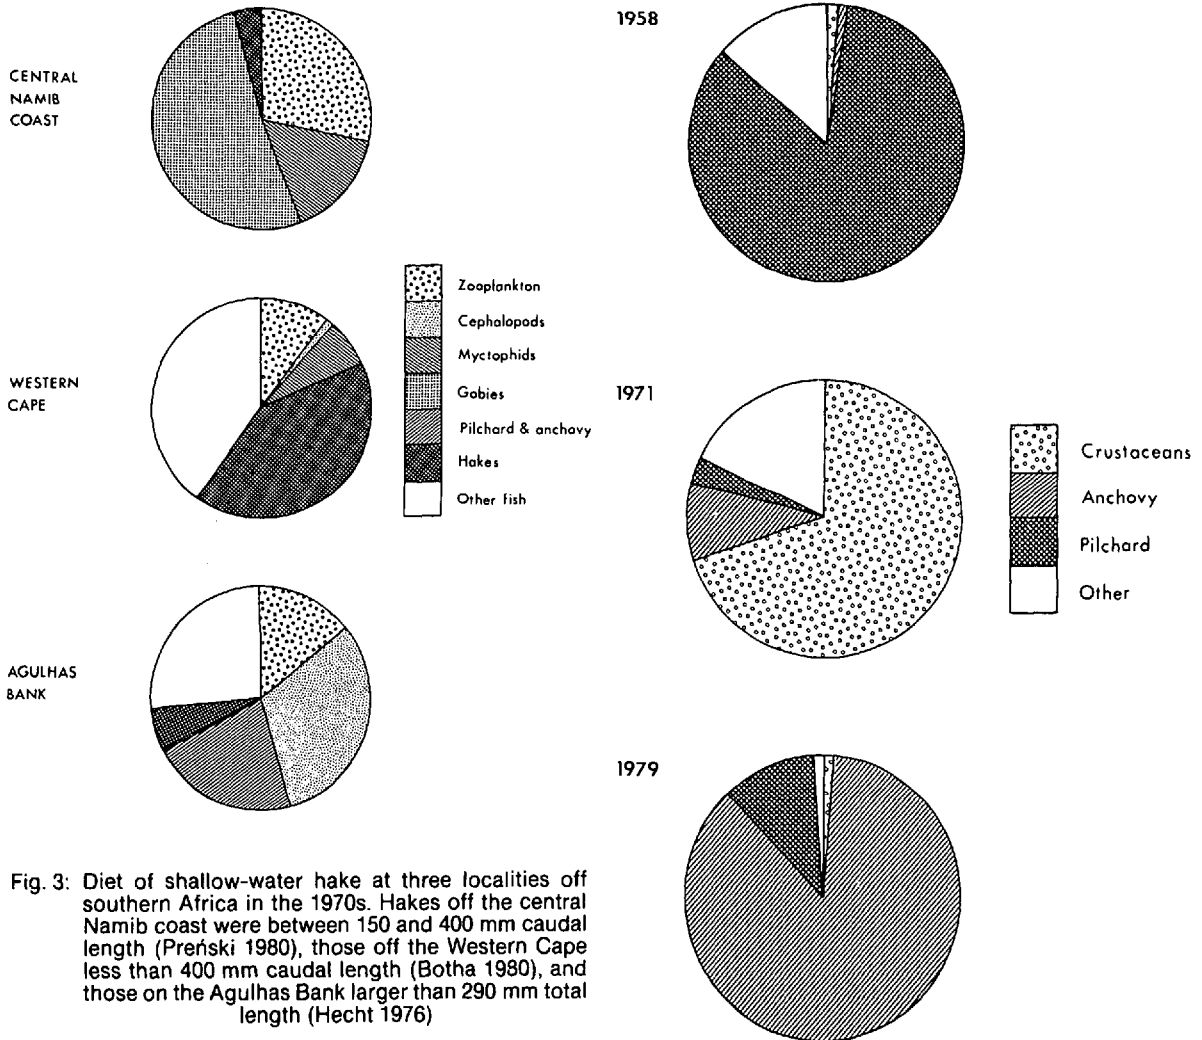 CENTRAL
NAMIB
COAST
WESTERN
CAPE
Zooplankton
Cephalopods
Myctophids
Gobies
Pilchard & anchovy
Hakes
Other fish
AGULHAS
BANK
Fig. 3: Diet of shallow-water hake at three localities off
southern Africa in the 1970s. Hakes off the central
Namib coast were between 150 and 400 mm caudal
length (Preński 1980), those off the Western Cape
less than 400 mm caudal length (Botha 1980), and
those on the Agulhas Bank larger than 290 mm total
length (Hecht 1976)
1958
1971
Crustaceans
Anchovy
Pilchard
Other
1979